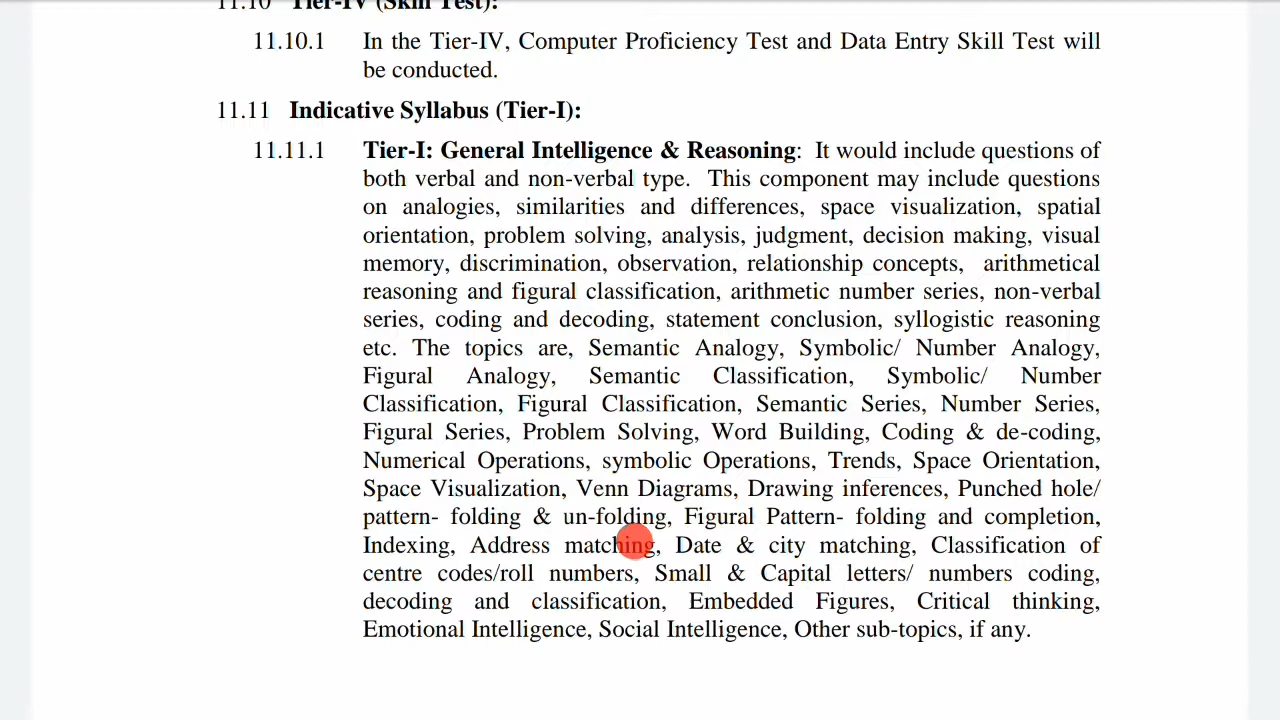 11.10 Tier-IV (Skill Test):
11.10.1 In the Tier-IV, Computer Proficiency Test and Data Entry Skill Test will
be conducted.
11.11 Indicative Syllabus (Tier-I):
11.11.1 Tier-I: General Intelligence & Reasoning: It would include questions of
both verbal and non-verbal type. This component may include questions
on analogies, similarities and differences, space visualization, spatial
orientation, problem solving, analysis, judgment, decision making, visual
memory, discrimination, observation, relationship concepts, arithmetical
reasoning and figural classification, arithmetic number series, non-verbal
series, coding and decoding, statement conclusion, syllogistic reasoning
etc. The topics are, Semantic Analogy, Symbolic/ Number Analogy,
Figural Analogy, Semantic Classification, Symbolic/ Number
Classification, Figural Classification, Semantic Series, Number Series,
Figural Series, Problem Solving, Word Building, Coding & de-coding,
Numerical Operations, symbolic Operations, Trends, Space Orientation,
Space Visualization, Venn Diagrams, Drawing inferences, Punched hole/
pattern- folding & un-folding, Figural Pattern- folding and completion,
Indexing, Address matching, Date & city matching, Classification of
centre codes/roll numbers, Small & Capital letters/ numbers coding,
decoding and classification, Embedded Figures, Critical thinking,
Emotional Intelligence, Social Intelligence, Other sub-topics, if any.